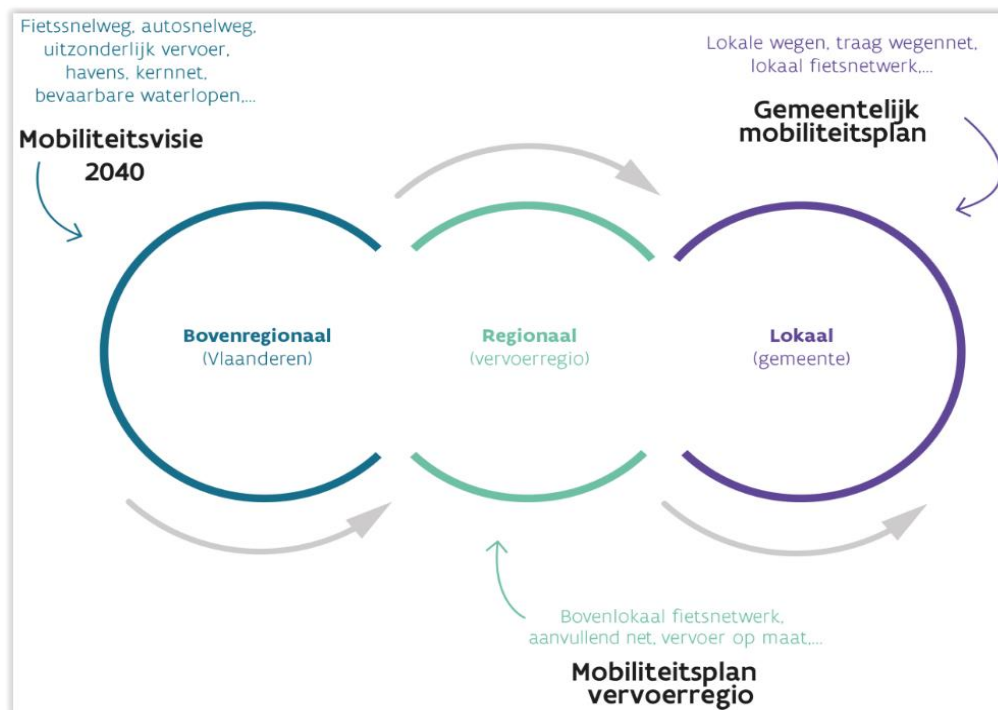 Fietssnelweg, autosnelweg,
uitzonderlijk vervoer,
havens, kernnet,
bevaarbare waterlopen,...
Mobiliteitsvisie
2040
Lokale wegen, traag wegennet,
lokaal fietsnetwerk,...
Gemeentelijk
mobiliteitsplan
Bovenregionaal
(Vlaanderen)
Regionaal
(vervoerregio)
Lokaal
(gemeente)
Bovenlokaal fietsnetwerk,
aanvullend net, vervoer op maat,...
Mobiliteitsplan
vervoerregio